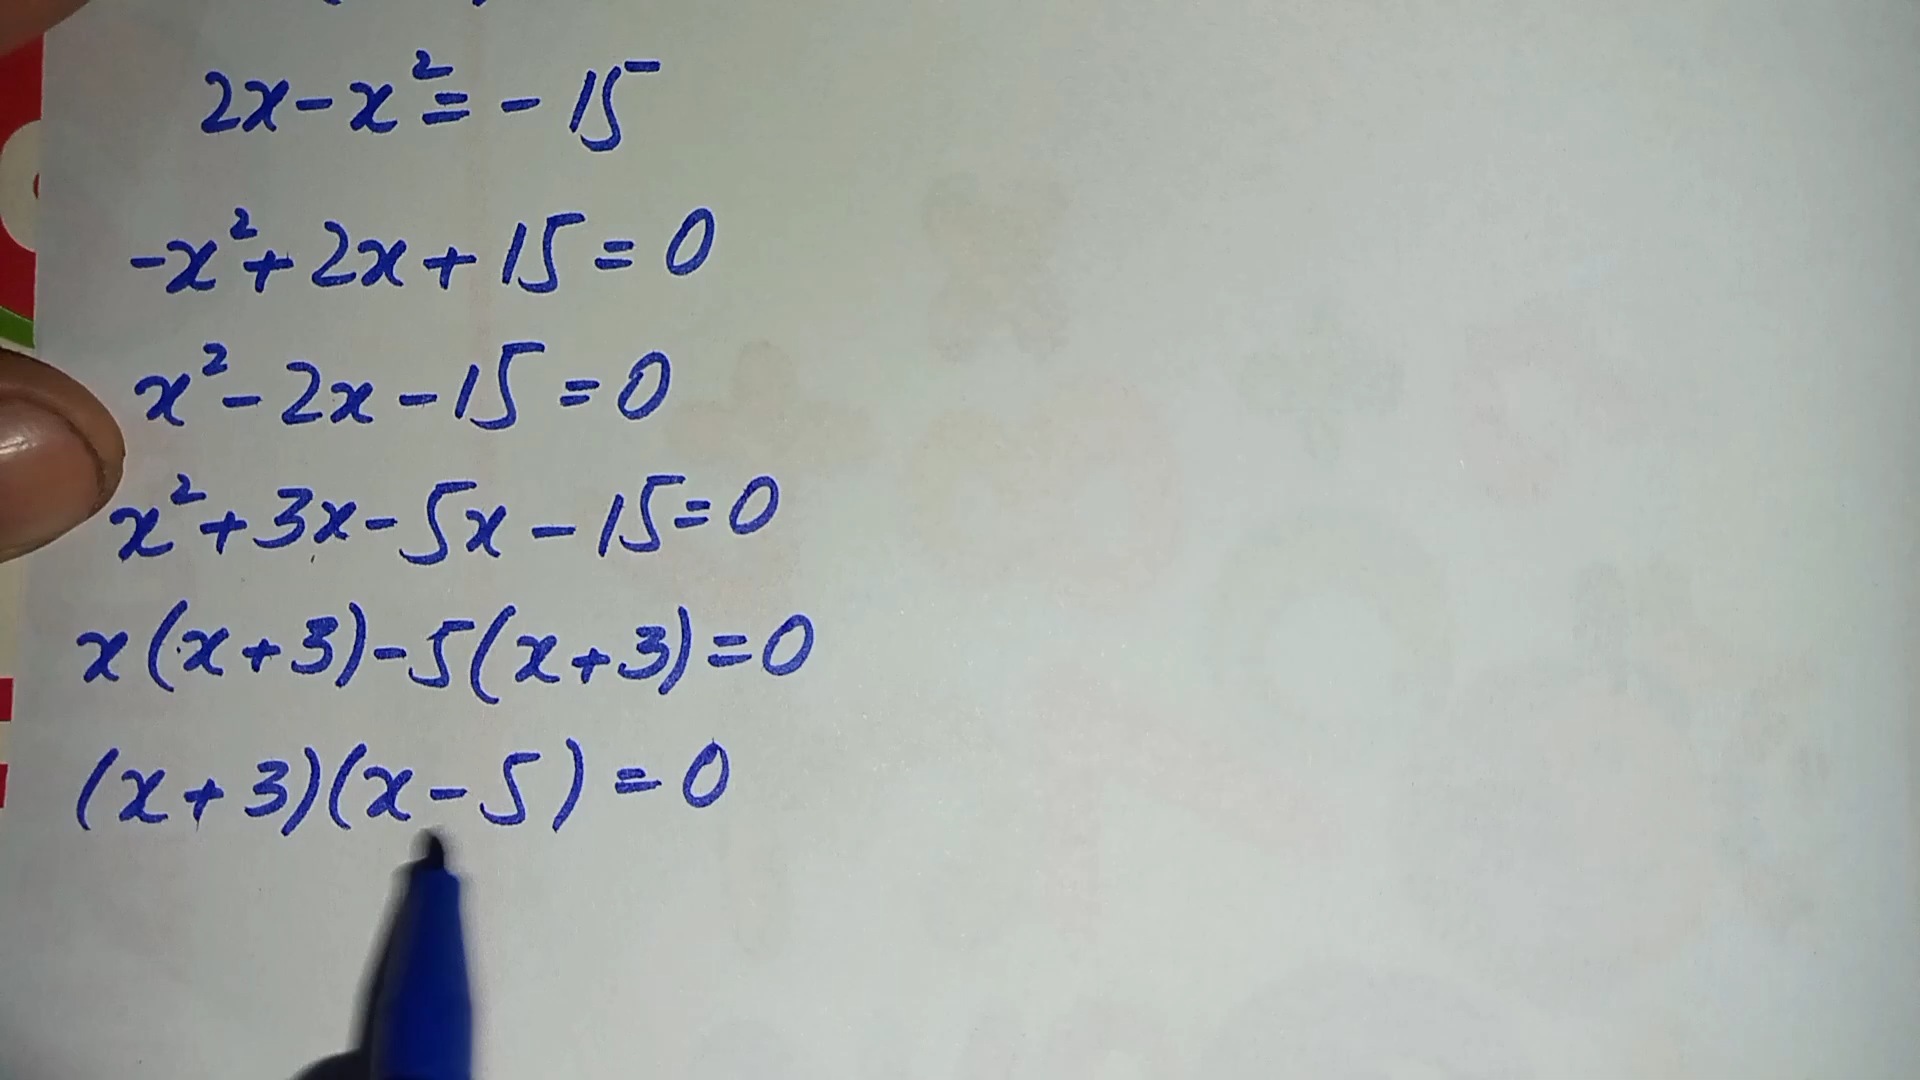 2x-x²=-15
-x²+2x+15=0
x²-2x-15=0
x²+3x-5x-15=0
x(x+3)-5(x+3)=0
(x+3)(x-5)=0